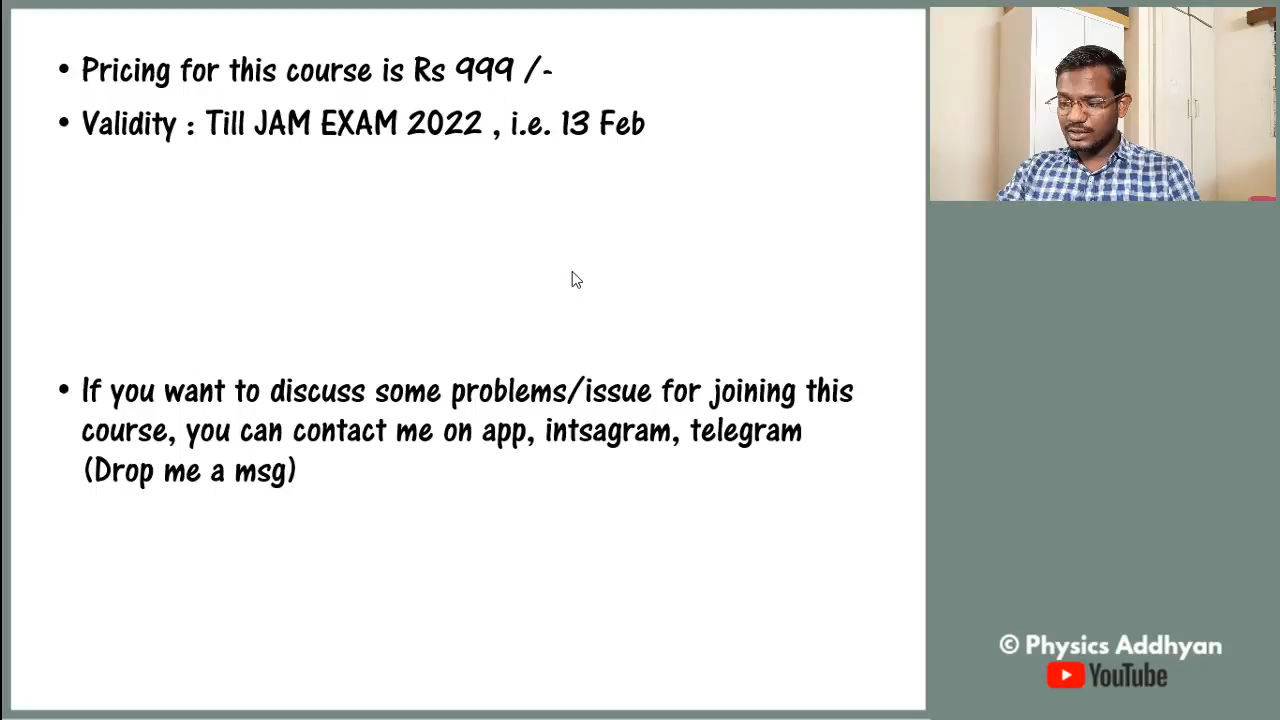 • Pricing for this course is Rs 999 /-
• Validity : Till JAM EXAM 2022 , i.e. 13 Feb
• If you want to discuss some problems/issue for joining this
course, you can contact me on app, intsagram, telegram
(Drop me a msg)
© Physics Addhyan
YouTube